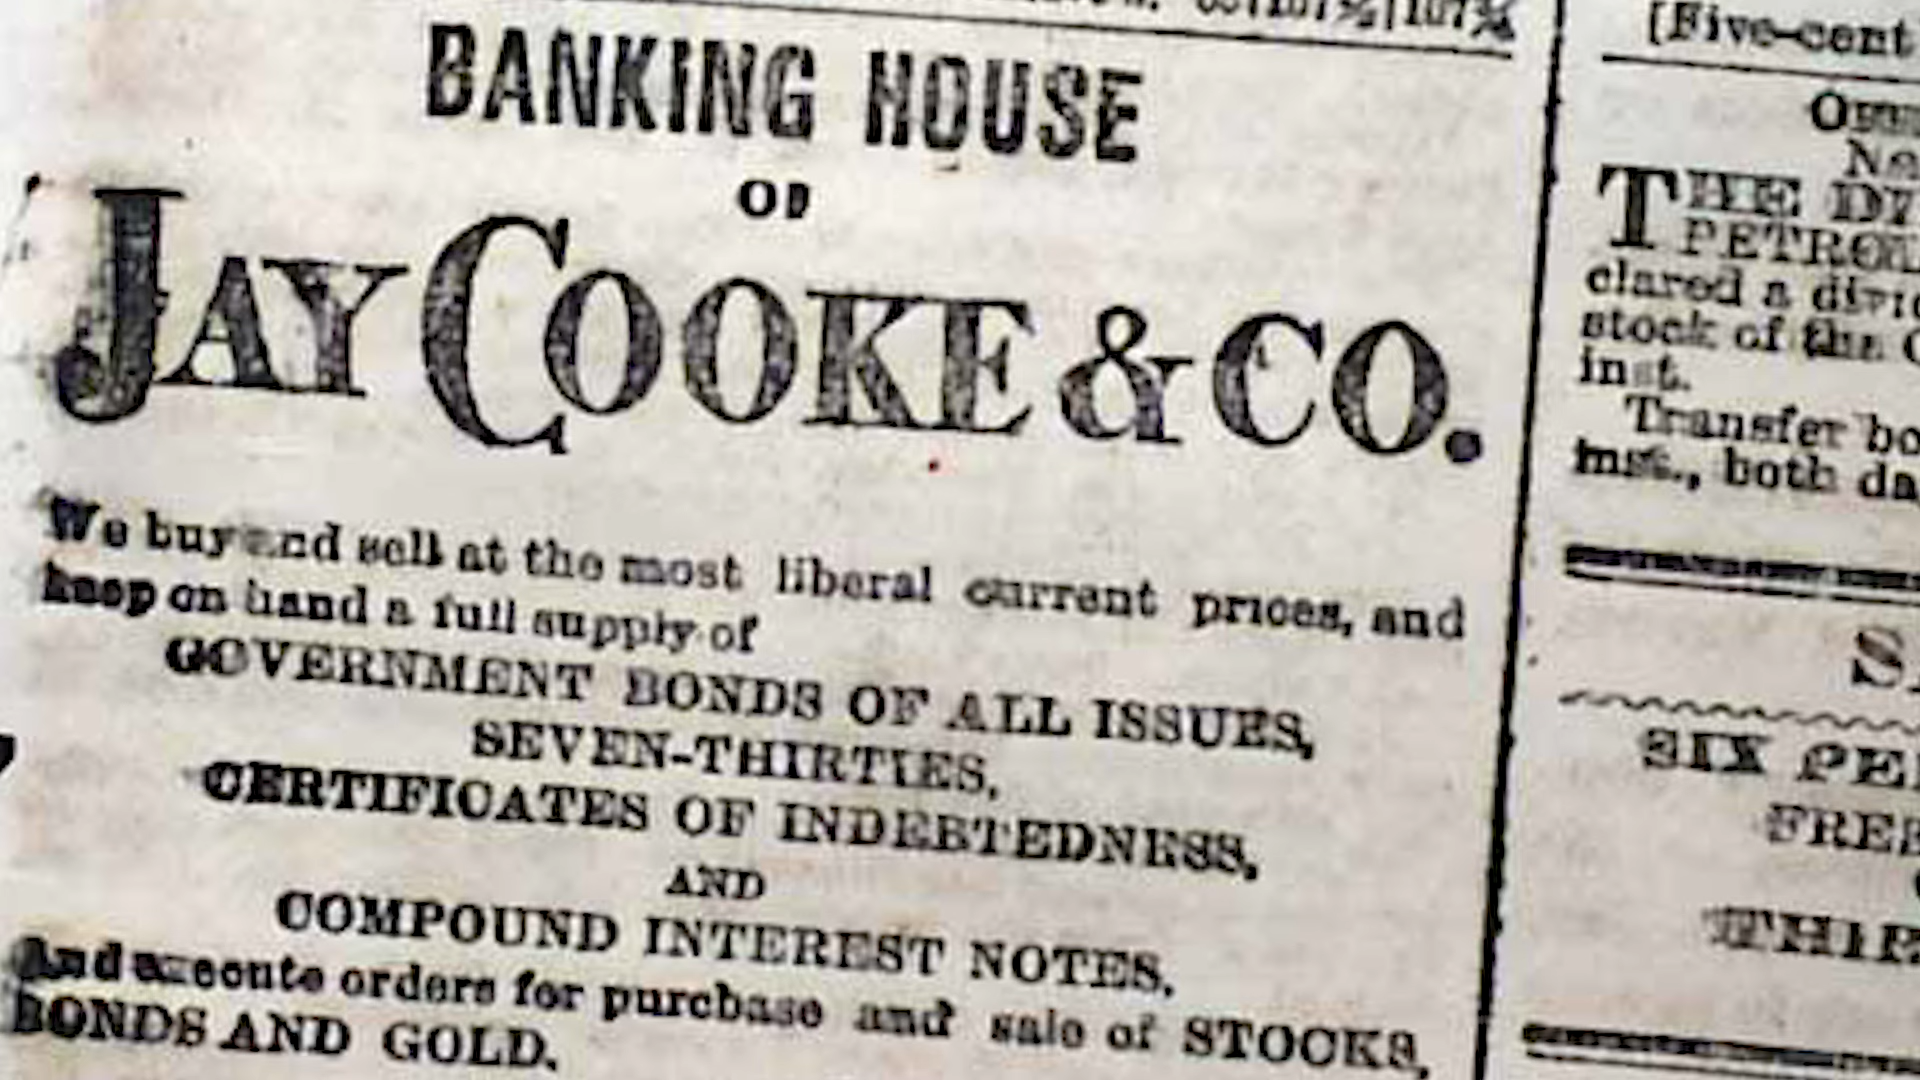 BANKING HOUSE
OF
JAY COOKE & CO.
We buy and sell at the most liberal current prices, and
keep on hand a full supply of
GOVERNMENT BONDS OF ALL ISSUES,
SEVEN-THIRTIES,
CERTIFICATES OF INDEBTEDNESS,
AND
COMPOUND INTEREST NOTES,
And execute orders for purchase and sale of STOCKS,
BONDS AND GOLD.
[Five-cent
THE
PETROL
clared a
stock of the
inst.
Transfer
inst., both
SIX